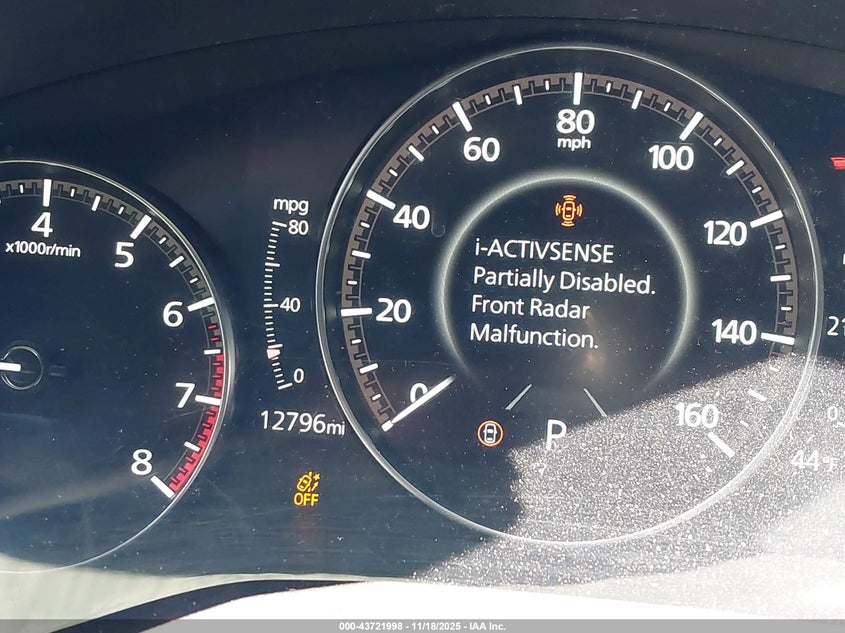 4
x1000r/min
5
6
7
8
mpg
80
40
0
12796mi
OFF
0
20
40
60
80
mph
100
120
140
160
i-ACTIVSENSE
Partially Disabled.
Front Radar
Malfunction.
P
44°F
000-43721998 - 11/18/2025 - IAA Inc.